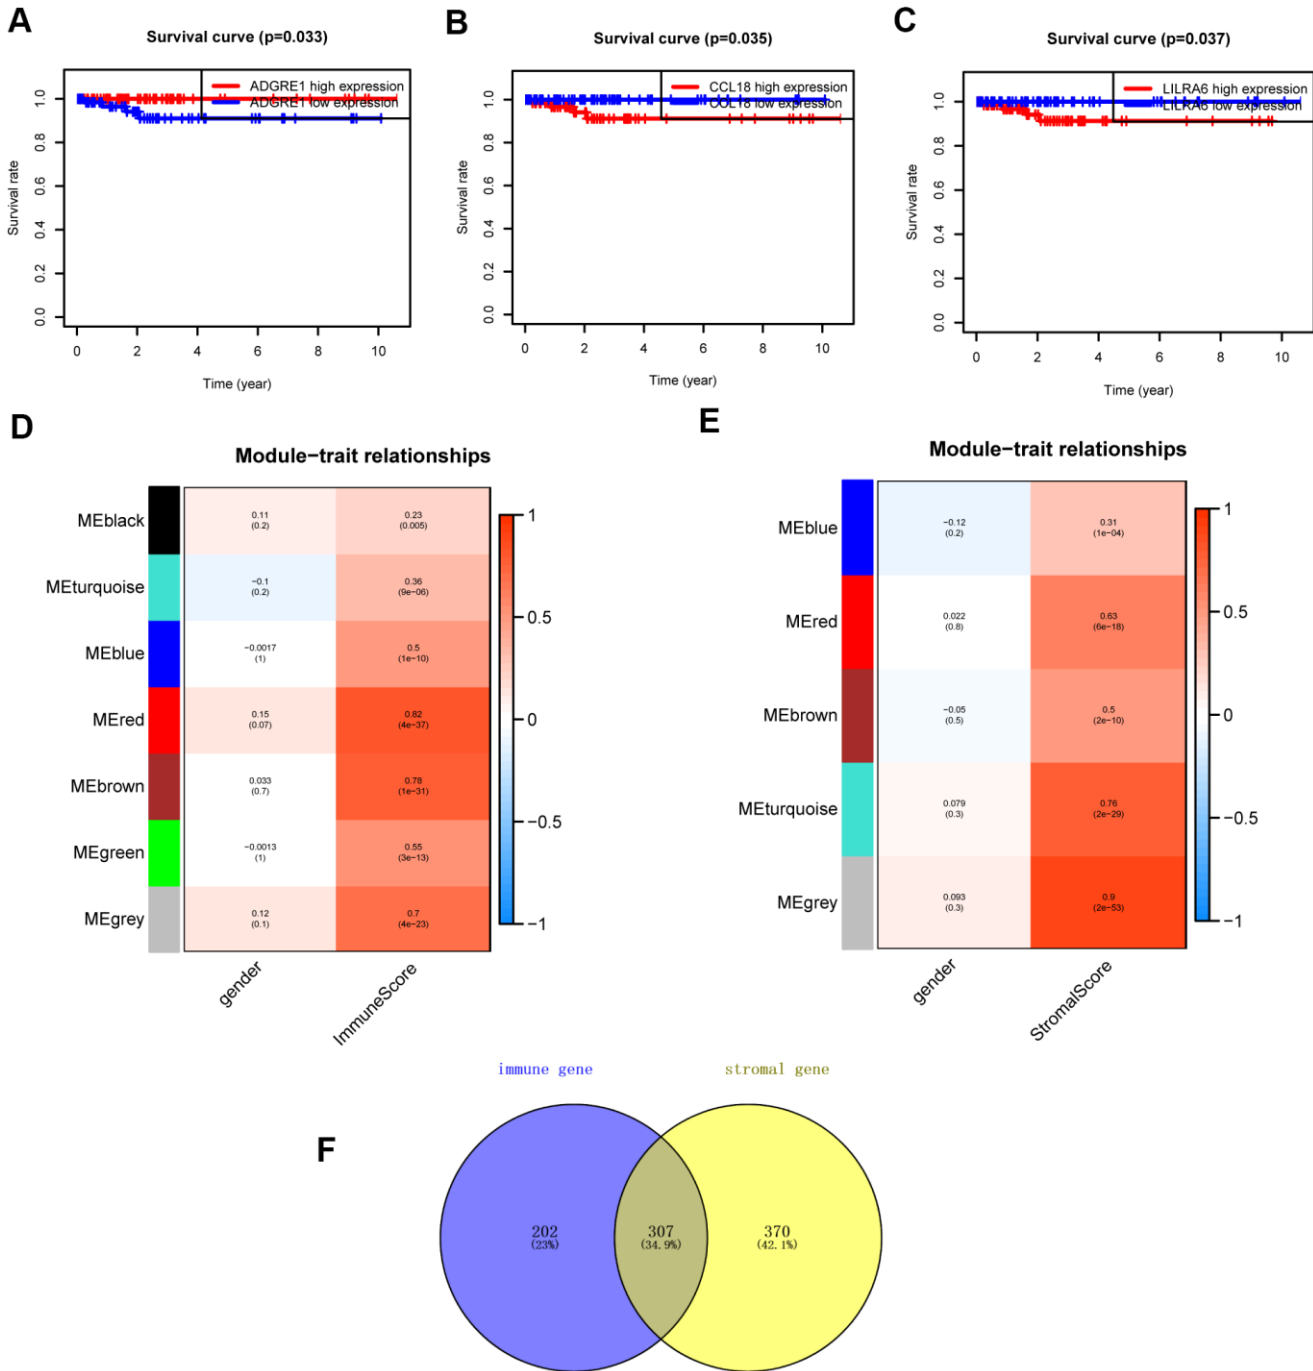 A
Survival curve (p=0.033)
ADGRE1 high expression
ADGRE1 low expression
Survival rate
1.0
0.8
0.6
0.4
0.2
0.0
0 2 4 6 8 10
Time (year)
B
Survival curve (p=0.035)
CCL18 high expression
CCL18 low expression
Survival rate
1.0
0.8
0.6
0.4
0.2
0.0
0 2 4 6 8 10
Time (year)
C
Survival curve (p=0.037)
LILRA6 high expression
LILRA6 low expression
Survival rate
1.0
0.8
0.6
0.4
0.2
0.0
0 2 4 6 8 10
Time (year)
D
Module−trait relationships
MEblack
0.11
(0.2)
0.23
(0.005)
MEturquoise
−0.1
(0.2)
0.36
(9e−06)
MEblue
−0.0017
(1)
0.5
(1e−10)
MEred
0.15
(0.07)
0.82
(4e−37)
MEbrown
0.033
(0.7)
0.78
(1e−31)
MEgreen
−0.0013
(1)
0.55
(3e−13)
MEgrey
0.12
(0.1)
0.7
(4e−23)
gender
ImmuneScore
1
0.5
0
−0.5
−1
E
Module−trait relationships
MEblue
−0.12
(0.2)
0.31
(1e−04)
MEred
0.022
(0.8)
0.63
(6e−18)
MEbrown
−0.05
(0.5)
0.5
(2e−10)
MEturquoise
0.079
(0.3)
0.76
(2e−29)
MEgrey
0.093
(0.3)
0.9
(2e−53)
gender
StromalScore
1
0.5
0
−0.5
−1
F
immune gene
stromal gene
202
(23%)
307
(34.9%)
370
(42.1%)